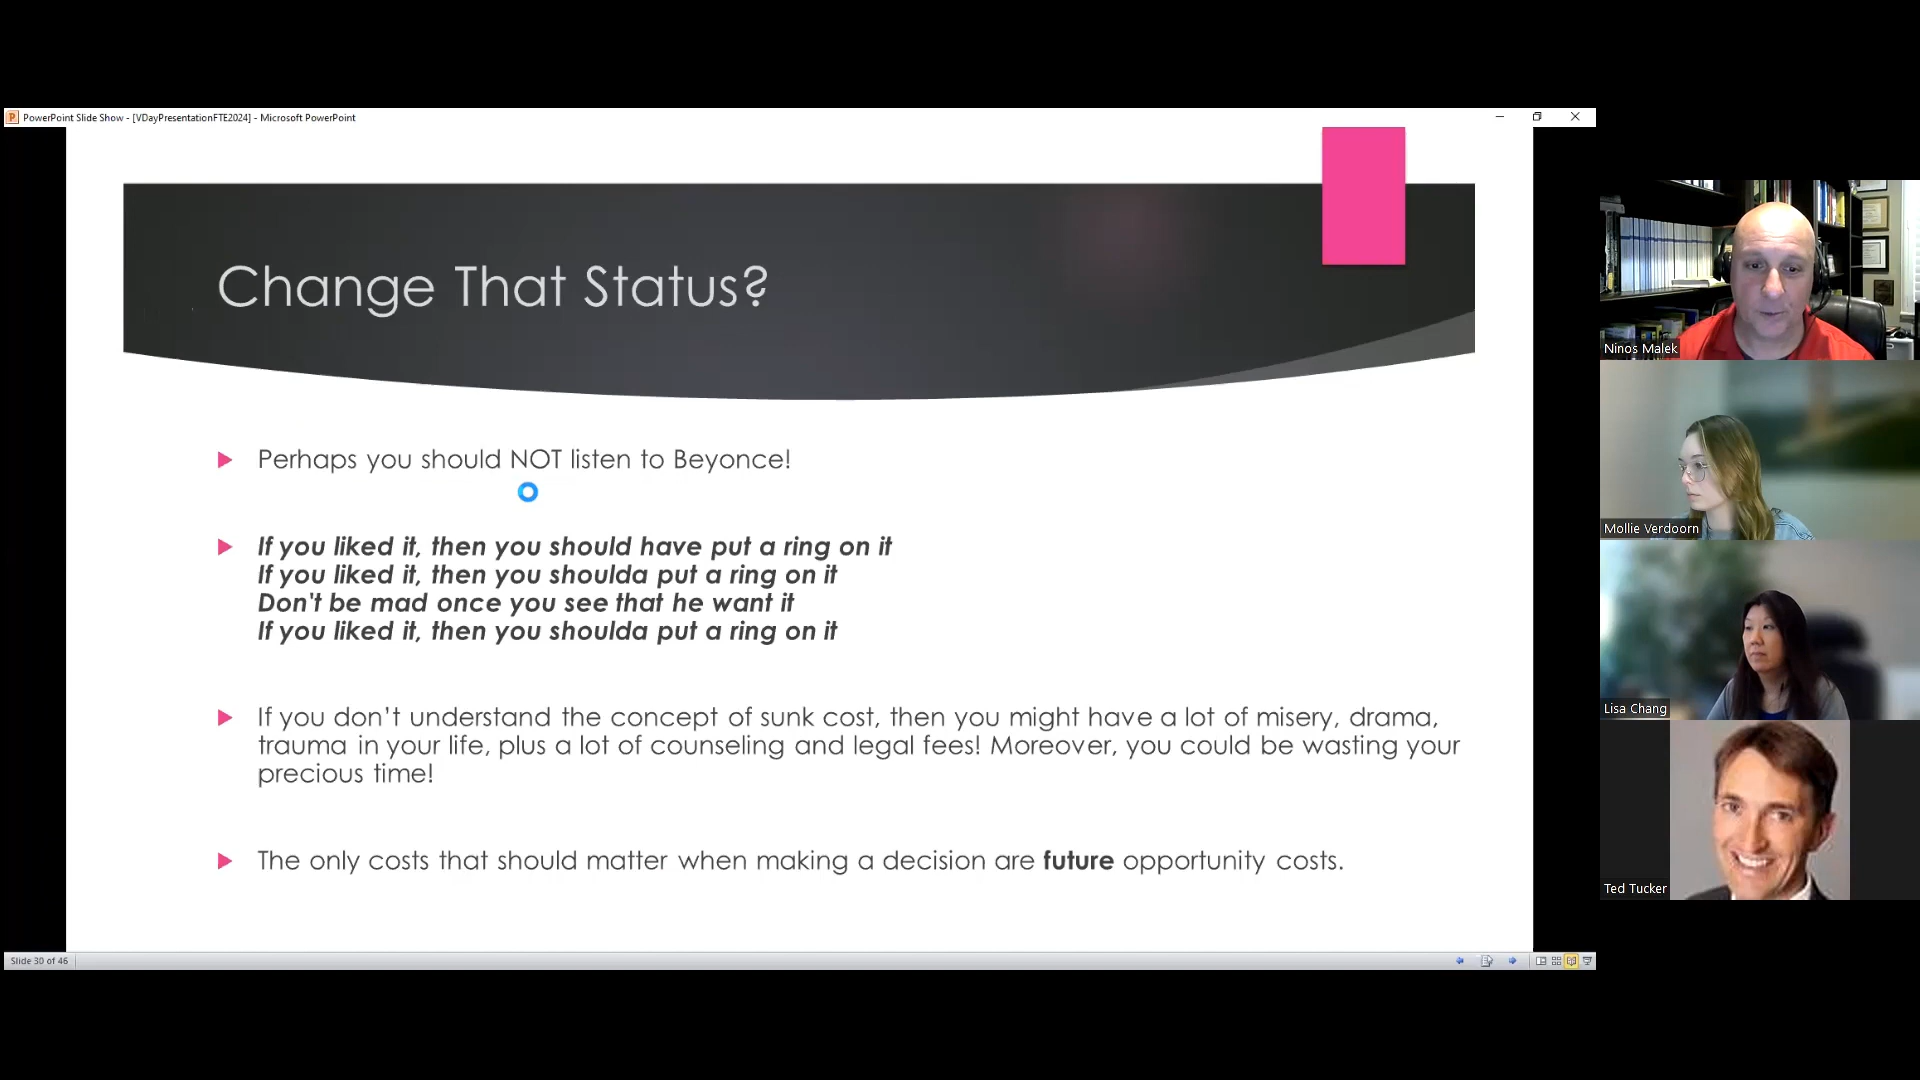 PowerPoint Slide Show - [VDayPresentationFTE2024] - Microsoft PowerPoint
Change That Status?
Perhaps you should NOT listen to Beyonce!
If you liked it, then you should have put a ring on it
If you liked it, then you shoulda put a ring on it
Don't be mad once you see that he want it
If you liked it, then you shoulda put a ring on it
If you don’t understand the concept of sunk cost, then you might have a lot of misery, drama,
trauma in your life, plus a lot of counseling and legal fees! Moreover, you could be wasting your
precious time!
The only costs that should matter when making a decision are future opportunity costs.
Slide 30 of 46
Ninos Malek
Mollie Verdoorn
Lisa Chang
Ted Tucker